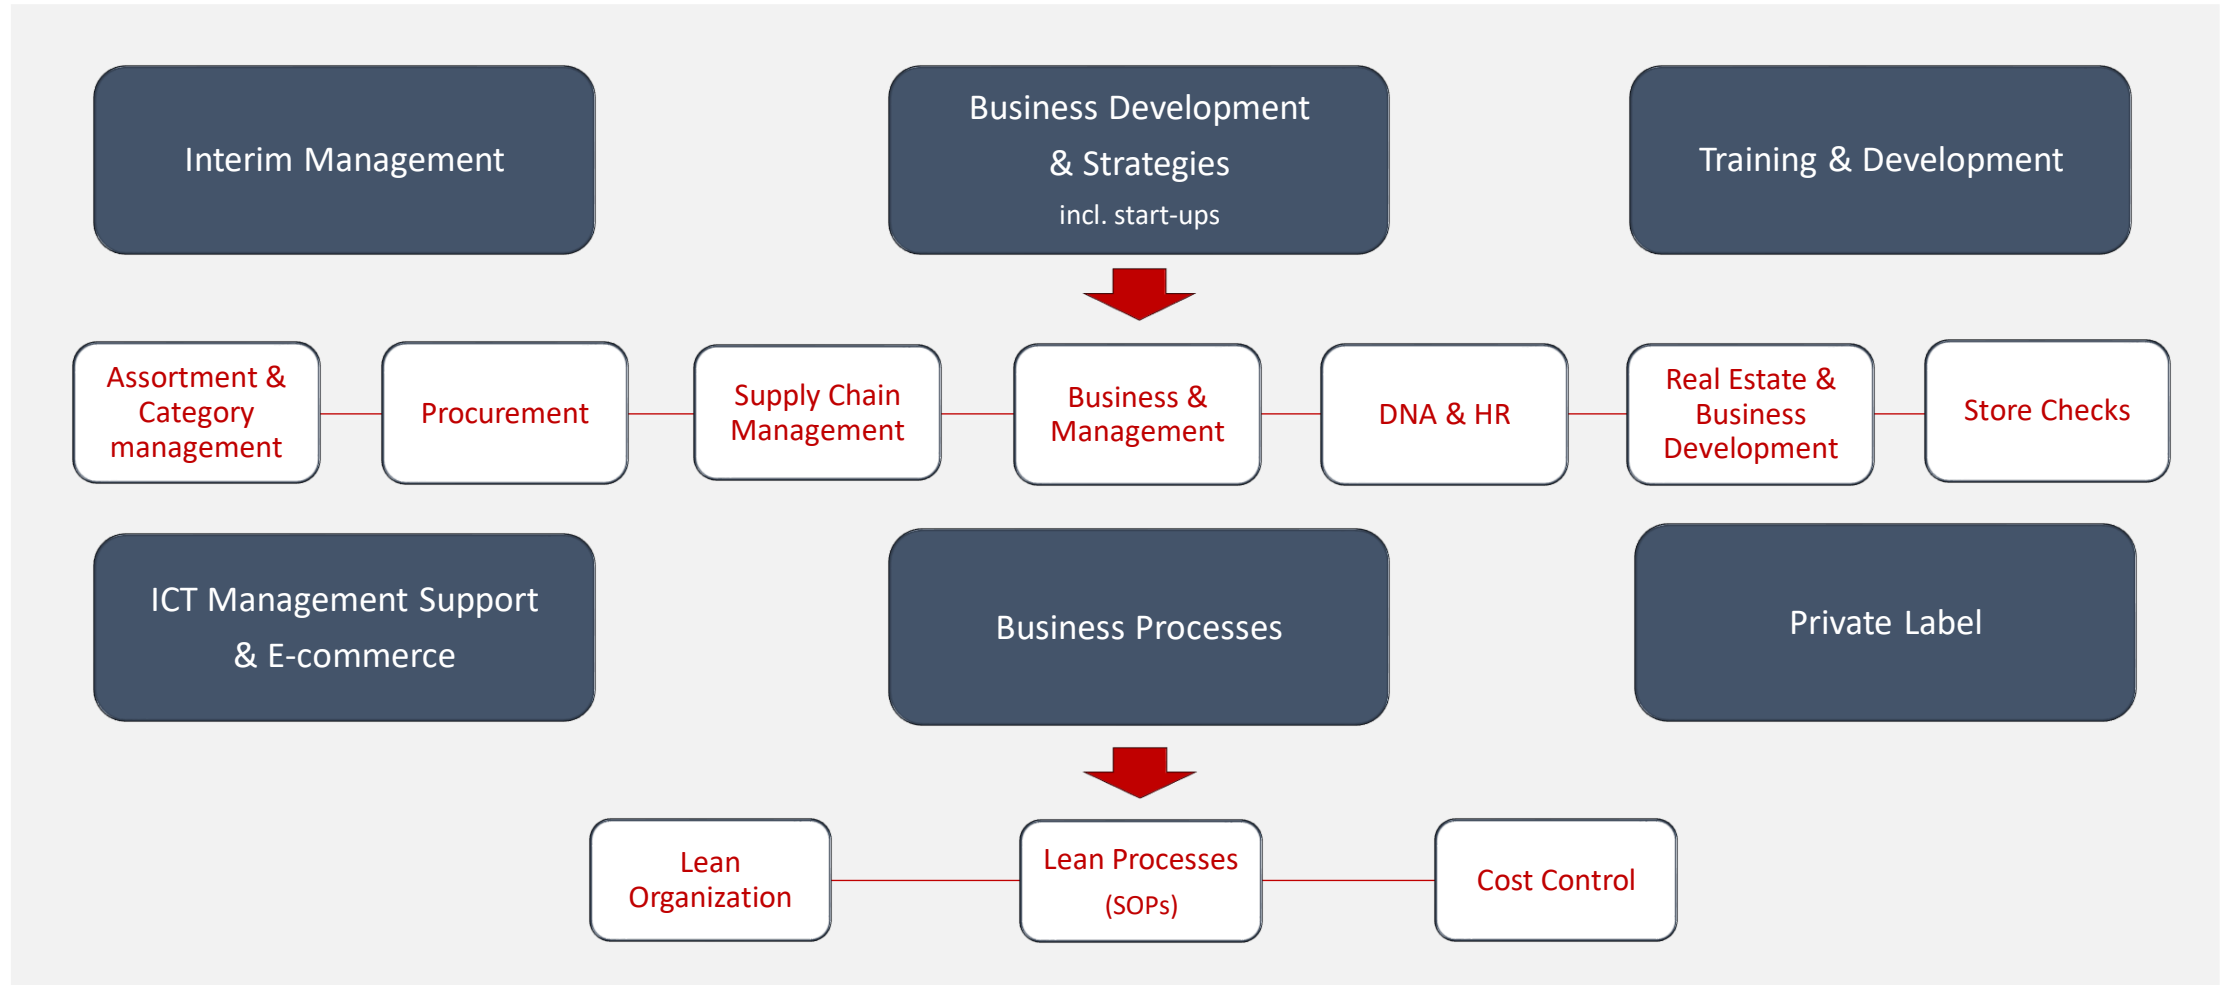 Interim Management
Business Development
& Strategies
incl. start-ups
Training & Development
Assortment &
Category
management
Procurement
Supply Chain
Management
Business &
Management
DNA & HR
Real Estate &
Business
Development
Store Checks
ICT Management Support
& E-commerce
Business Processes
Private Label
Lean
Organization
Lean Processes
(SOPs)
Cost Control